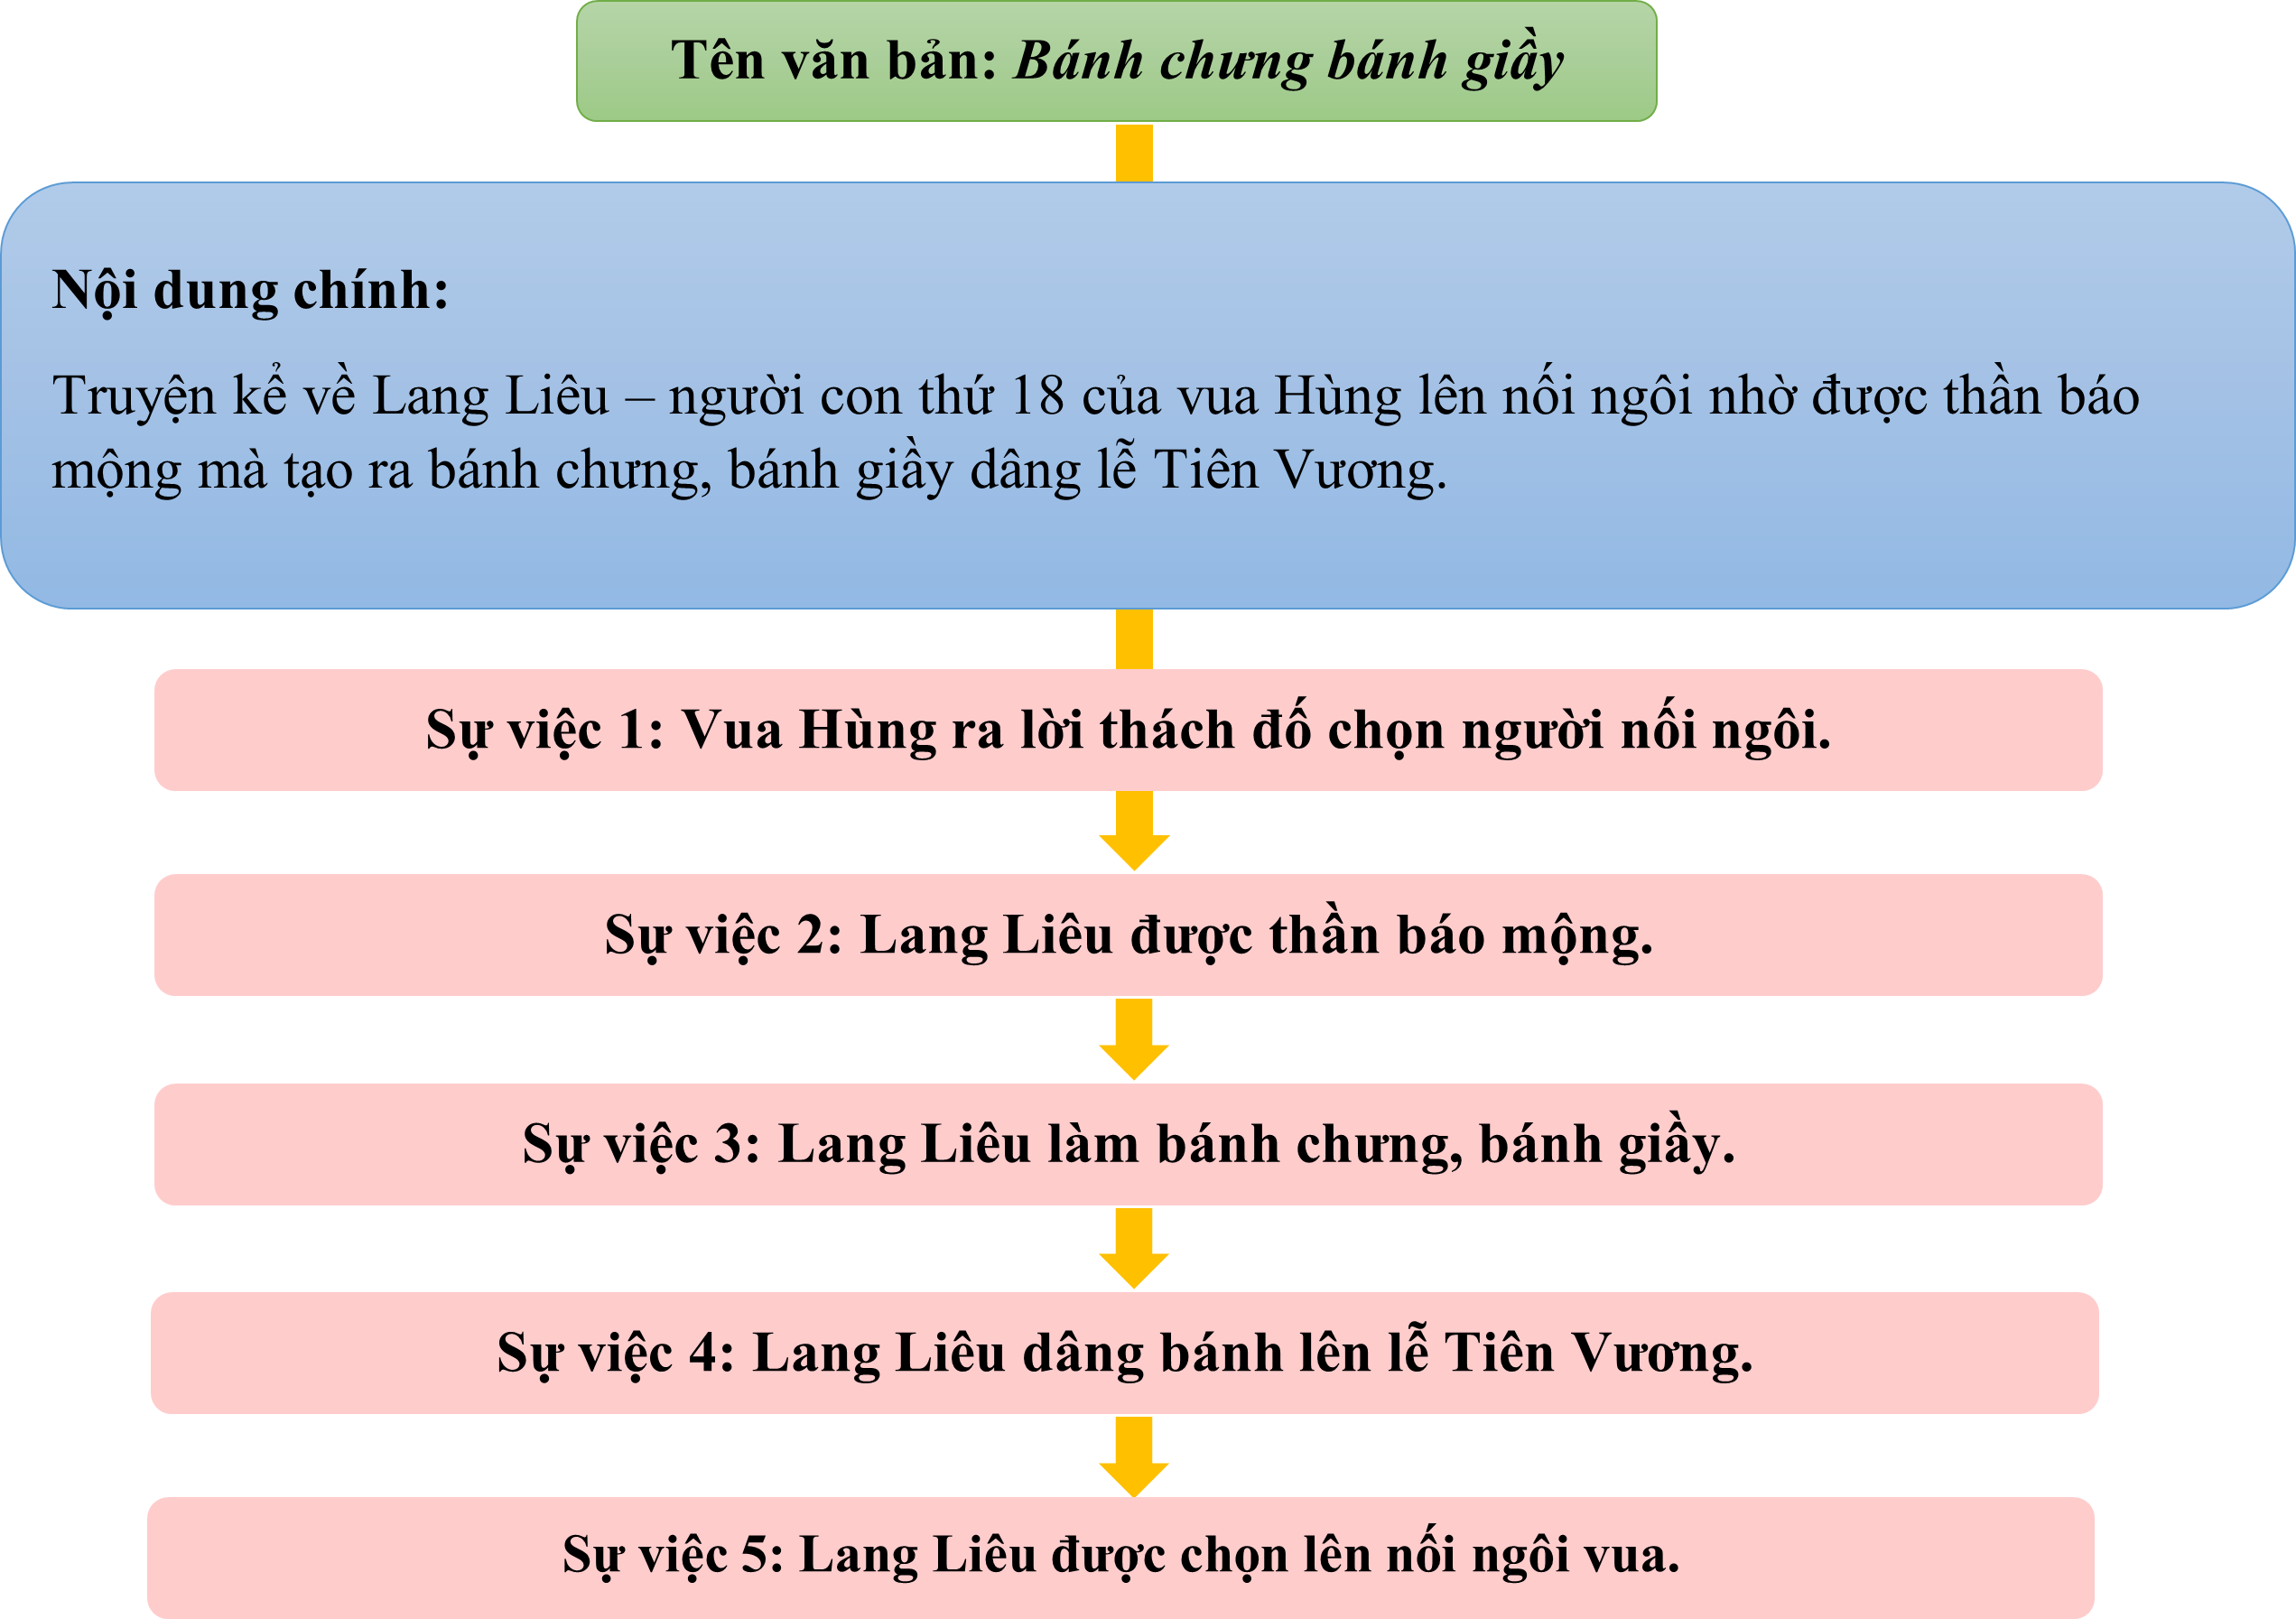 Tên văn bản: Bánh chưng bánh giầy
Nội dung chính:
Truyện kể về Lang Liêu – người con thứ 18 của vua Hùng lên nối ngôi nhờ được thần báo
mộng mà tạo ra bánh chưng, bánh giầy dâng lễ Tiên Vương.
Sự việc 1: Vua Hùng ra lời thách đố chọn người nối ngôi.
Sự việc 2: Lang Liêu được thần báo mộng.
Sự việc 3: Lang Liêu làm bánh chưng, bánh giầy.
Sự việc 4: Lang Liêu dâng bánh lên lễ Tiên Vương.
Sự việc 5: Lang Liêu được chọn lên nối ngôi vua.